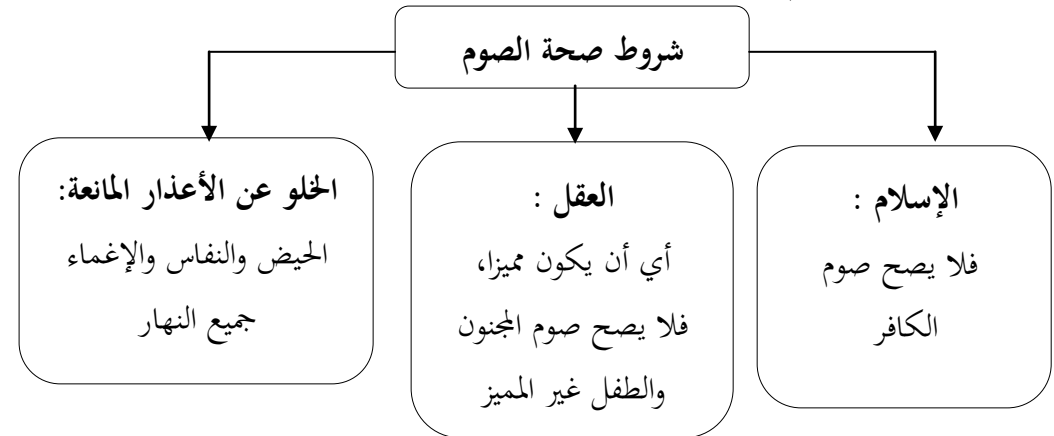 شروط صحة الصوم
الإسلام :
فلا يصح صوم
الكافر
العقل :
أي أن يكون مميزا،
فلا يصح صوم المجنون
والطفل غير المميز
الخلو عن الأعذار المانعة:
الحيض والنفاس والإغماء
جميع النهار